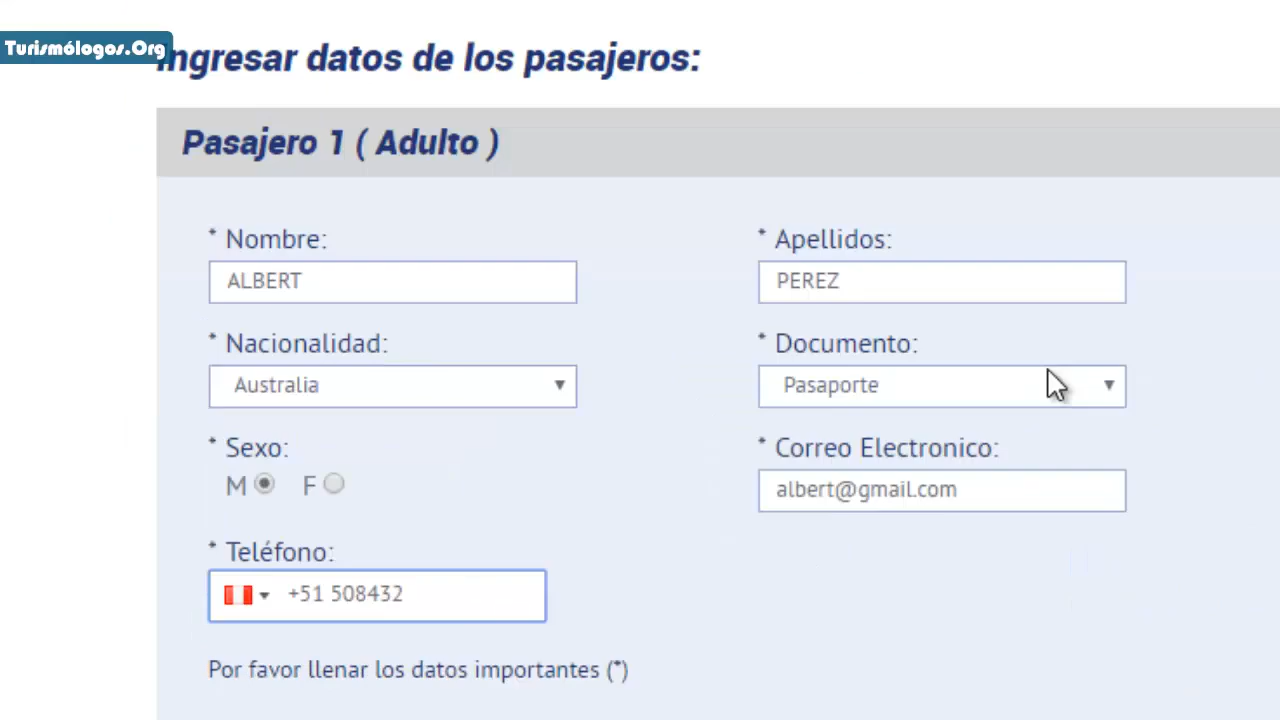 Turismólogos.Org
Ingresar datos de los pasajeros:
Pasajero 1 ( Adulto )
* Nombre: * Apellidos:
ALBERT PEREZ
* Nacionalidad: * Documento:
Australia Pasaporte
* Sexo: * Correo Electronico:
M F albert@gmail.com
* Teléfono:
+51 508432
Por favor llenar los datos importantes (*)